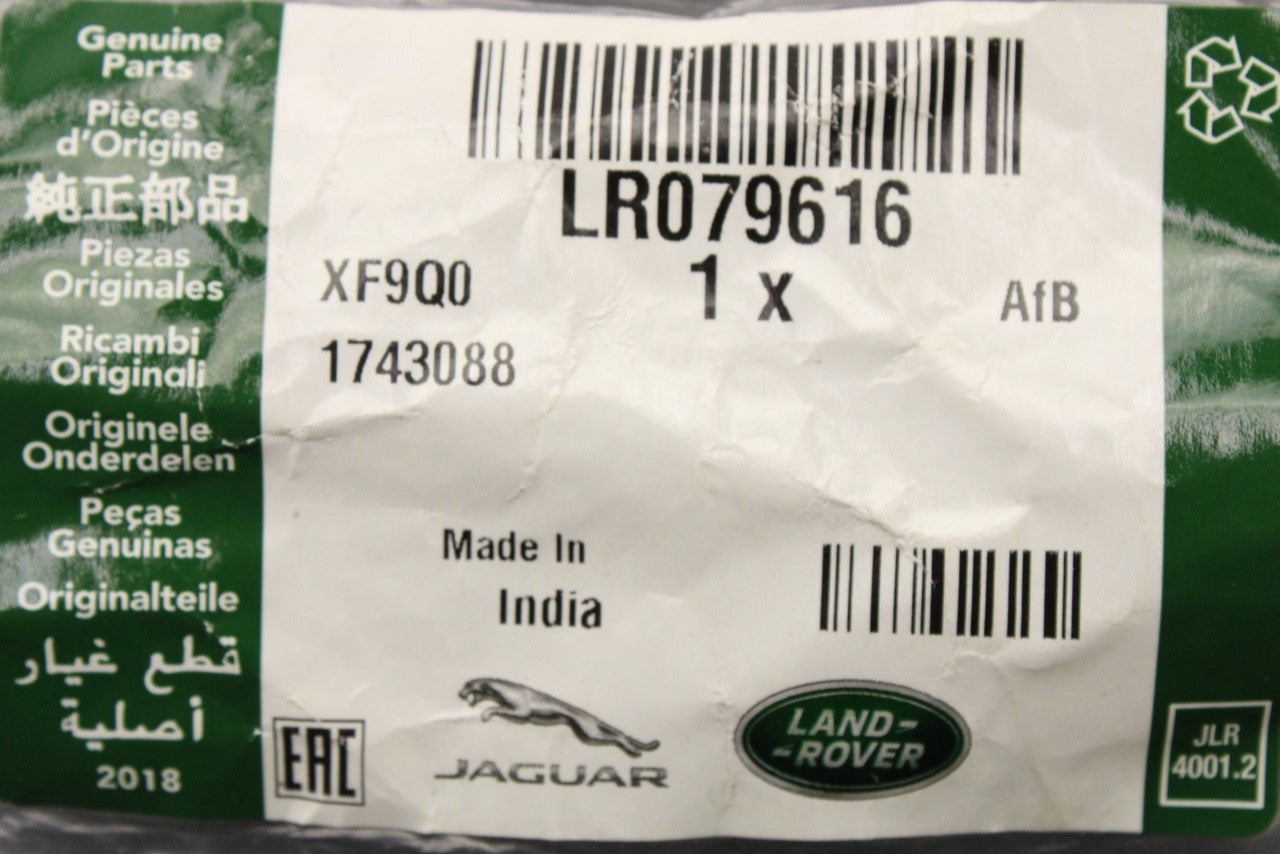 Genuine
Parts
Pièces
d'Origine
純正部品
Piezas
Originales
Ricambi
Originali
Originele
Onderdelen
Peças
Genuinas
Originalteile
قطع غيار
أصلية
2018
LR079616
XF9Q0
1 x
AfB
1743088
Made In
India
EAC
JAGUAR
LAND-
-ROVER
JLR
4001.2